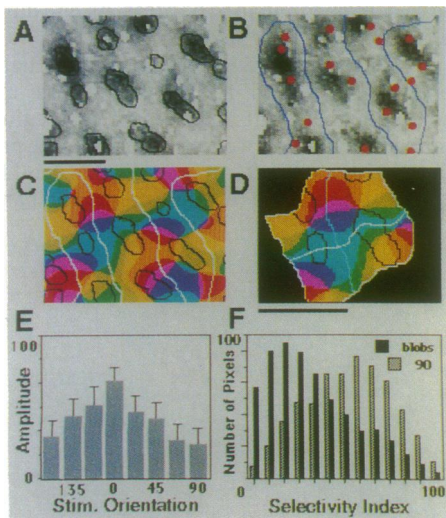 A
B
C
D
E
100
Amplitude
0
135 0 45 90
Stim. Orientation
F
100
Number of Pixels
blobs
90
0 100
Selectivity Index